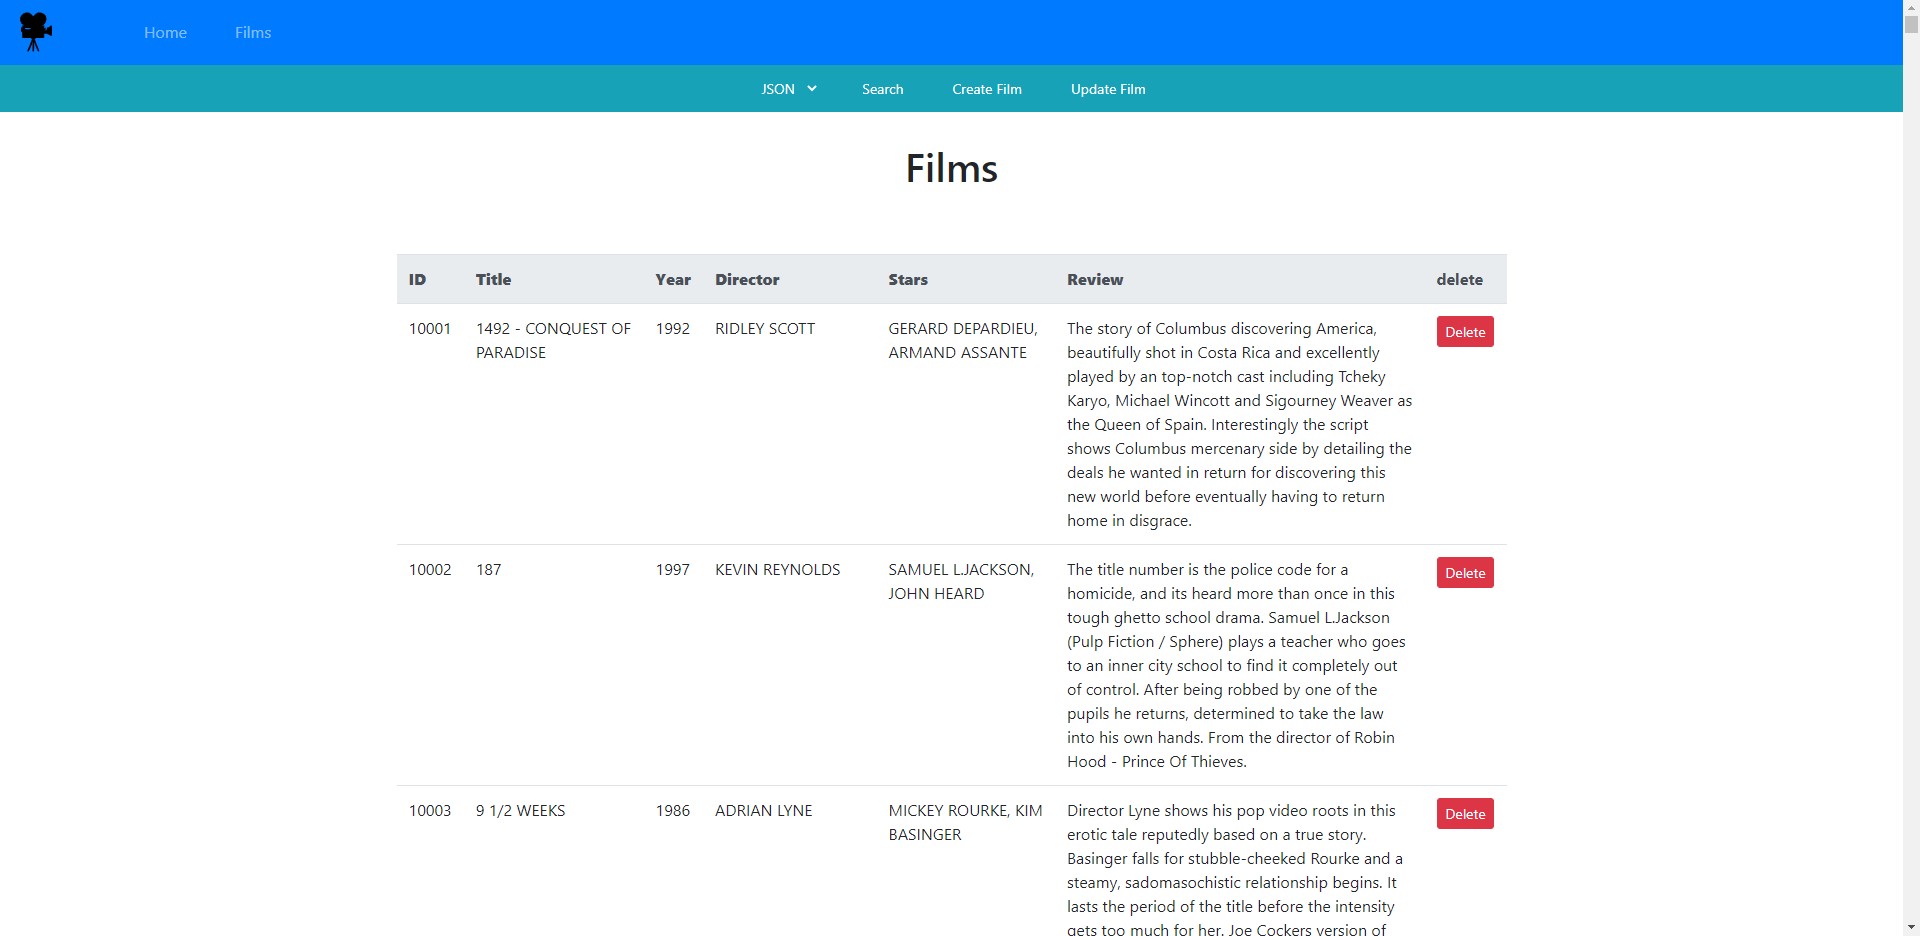 Home Films
JSON Search Create Film Update Film
Films
ID Title Year Director Stars Review delete
10001 1492 - CONQUEST OF PARADISE 1992 RIDLEY SCOTT GERARD DEPARDIEU, ARMAND ASSANTE
The story of Columbus discovering America,
beautifully shot in Costa Rica and excellently
played by an top-notch cast including Tcheky
Karyo, Michael Wincott and Sigourney Weaver as
the Queen of Spain. Interestingly the script
shows Columbus mercenary side by detailing the
deals he wanted in return for discovering this
new world before eventually having to return
home in disgrace.
Delete
10002 187 1997 KEVIN REYNOLDS SAMUEL L.JACKSON, JOHN HEARD
The title number is the police code for a
homicide, and its heard more than once in this
tough ghetto school drama. Samuel L.Jackson
(Pulp Fiction / Sphere) plays a teacher who goes
to an inner city school to find it completely out
of control. After being robbed by one of the
pupils he returns, determined to take the law
into his own hands. From the director of Robin
Hood - Prince Of Thieves.
Delete
10003 9 1/2 WEEKS 1986 ADRIAN LYNE MICKEY ROURKE, KIM BASINGER
Director Lyne shows his pop video roots in this
erotic tale reputedly based on a true story.
Basinger falls for stubble-cheeked Rourke and a
steamy, sadomasochistic relationship begins. It
lasts the period of the title before the intensity
gets too much for her. Joe Cockers version of
Delete